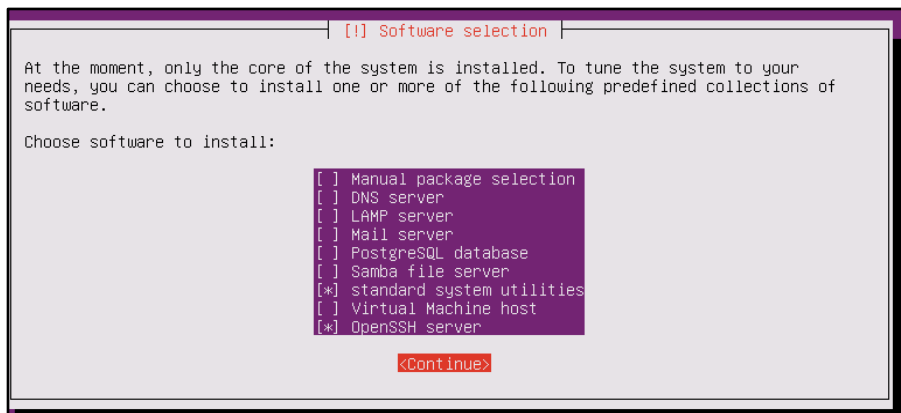 [!] Software selection
At the moment, only the core of the system is installed. To tune the system to your
needs, you can choose to install one or more of the following predefined collections of
software.
Choose software to install:
[ ] Manual package selection
[ ] DNS server
[ ] LAMP server
[ ] Mail server
[ ] PostgreSQL database
[ ] Samba file server
[*] standard system utilities
[ ] Virtual Machine host
[*] OpenSSH server
<Continue>